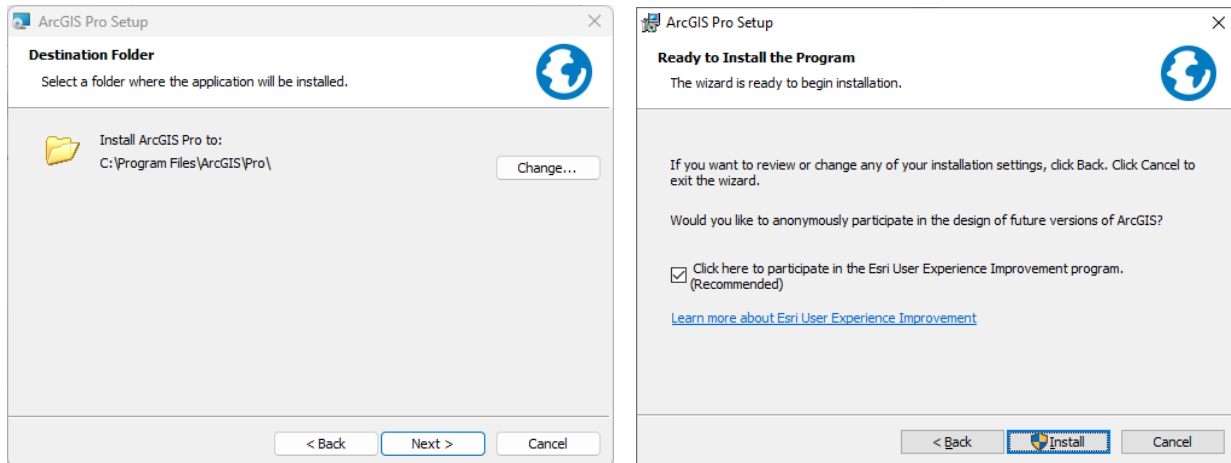 ArcGIS Pro Setup
Destination Folder
Select a folder where the application will be installed.
Install ArcGIS Pro to:
C:\Program Files\ArcGIS\Pro\
Change...
< Back
Next >
Cancel
ArcGIS Pro Setup
Ready to Install the Program
The wizard is ready to begin installation.
If you want to review or change any of your installation settings, click Back. Click Cancel to
exit the wizard.
Would you like to anonymously participate in the design of future versions of ArcGIS?
Click here to participate in the Esri User Experience Improvement program.
(Recommended)
Learn more about Esri User Experience Improvement
< Back
Install
Cancel